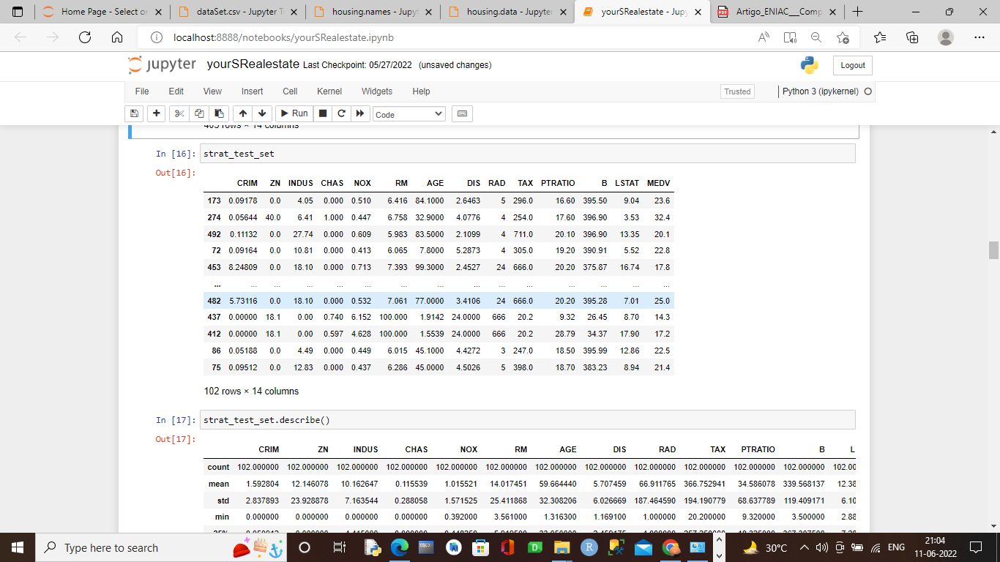 Home Page - Select or
dataSet.csv - Jupyter T
housing.names - Jupyt
housing.data - Jupyter
yourSRealestate - Jupy
PDF Artigo_ENIAC__Comp
localhost:8888/notebooks/yourSRealestate.ipynb
jupyter yourSRealestate Last Checkpoint: 05/27/2022 (unsaved changes)
Logout
File Edit View Insert Cell Kernel Widgets Help
Trusted
Python 3 (ipykernel)
Run
Code
405 rows × 14 columns
In [16]: strat_test_set
Out[16]:
CRIM ZN INDUS CHAS NOX RM AGE DIS RAD TAX PTRATIO B LSTAT MEDV
173 0.09178 0.0 4.05 0.000 0.510 6.416 84.1000 2.6463 5 296.0 16.60 395.50 9.04 23.6
274 0.05644 40.0 6.41 1.000 0.447 6.758 32.9000 4.0776 4 254.0 17.60 396.90 3.53 32.4
492 0.11132 0.0 27.74 0.000 0.609 5.983 83.5000 2.1099 4 711.0 20.10 396.90 13.35 20.1
72 0.09164 0.0 10.81 0.000 0.413 6.065 7.8000 5.2873 4 305.0 19.20 390.91 5.52 22.8
453 8.24809 0.0 18.10 0.000 0.713 7.393 99.3000 2.4527 24 666.0 20.20 375.87 16.74 17.8
... ... ... ... ... ... ... ... ... ... ... ... ... ... ...
482 5.73116 0.0 18.10 0.000 0.532 7.061 77.0000 3.4106 24 666.0 20.20 395.28 7.01 25.0
437 0.00000 18.1 0.00 0.740 6.152 100.000 1.9142 24.0000 666 20.2 9.32 26.45 8.70 14.3
412 0.00000 18.1 0.00 0.597 4.628 100.000 1.5539 24.0000 666 20.2 28.79 34.37 17.90 17.2
86 0.05188 0.0 4.49 0.000 0.449 6.015 45.1000 4.4272 3 247.0 18.50 395.99 12.86 22.5
75 0.09512 0.0 12.83 0.000 0.437 6.286 45.0000 4.5026 5 398.0 18.70 383.23 8.94 21.4
102 rows × 14 columns
In [17]: strat_test_set.describe()
Out[17]:
CRIM ZN INDUS CHAS NOX RM AGE DIS RAD TAX PTRATIO B L
count 102.000000 102.000000 102.000000 102.000000 102.000000 102.000000 102.000000 102.000000 102.000000 102.000000 102.000000 102.000000 102.00
mean 1.592804 12.146078 10.162647 0.115539 1.015521 14.017451 59.664440 5.707459 66.911765 366.752941 34.586078 339.568137 12.38
std 2.837893 23.928878 7.163544 0.288058 1.571525 25.411868 32.308206 6.026669 187.464590 194.190779 68.637789 119.409171 6.10
min 0.000000 0.000000 0.000000 0.000000 0.392000 3.561000 1.316300 1.169100 1.000000 20.200000 9.320000 3.500000 2.88
Type here to search
30°C
ENG
21:04
11-06-2022